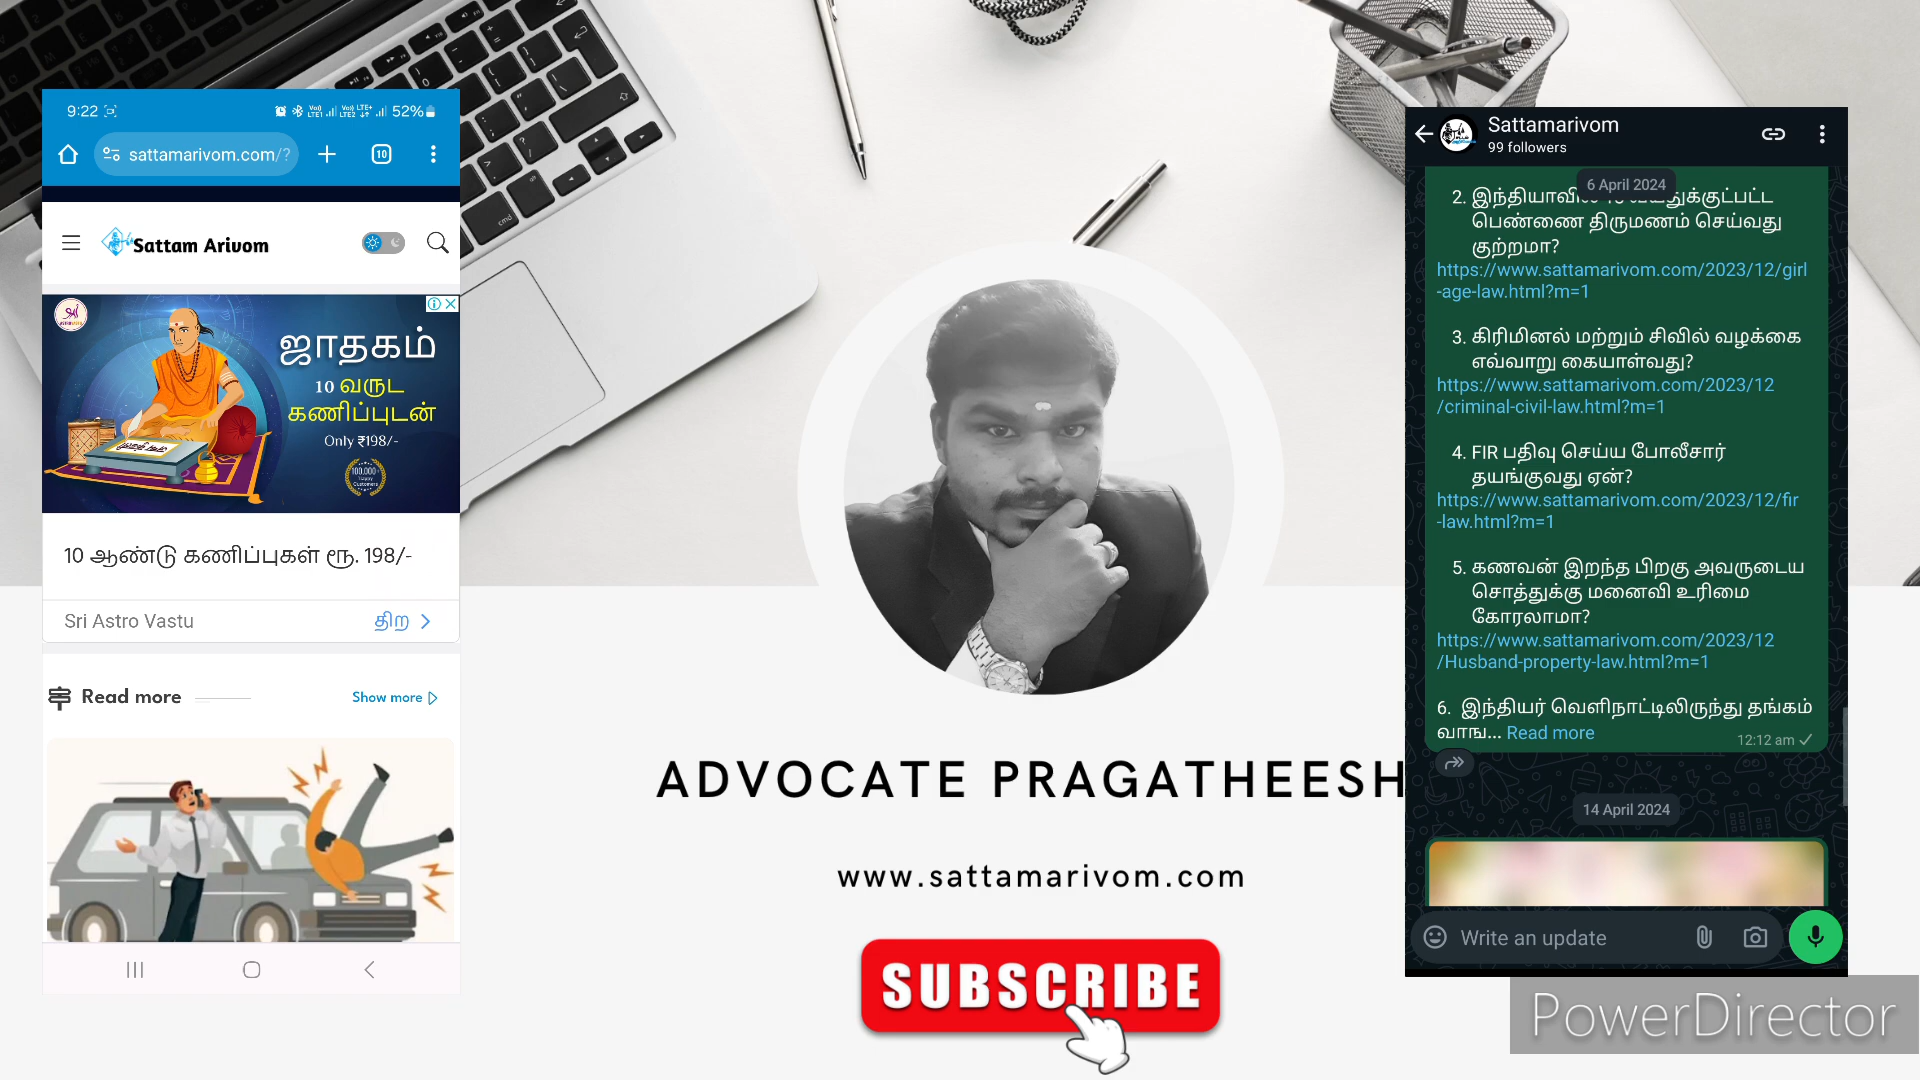 9:22
52%
sattamarivom.com/?
10
Sattam Arivom
ஜாதகம்
10 வருட
கணிப்புடன்
Only ₹198/-
100,000+
Happy
Customers
10 ஆண்டு கணிப்புகள் ரூ. 198/-
Sri Astro Vastu
திற
Read more
Show more
ADVOCATE PRAGATHEESH
www.sattamarivom.com
SUBSCRIBE
Sattamarivom
99 followers
6 April 2024
2.
பெண்ணை திருமணம் செய்வது
குற்றமா?
https://www.sattamarivom.com/2023/12/girl
-age-law.html?m=1
3. கிரிமினல் மற்றும் சிவில் வழக்கை
எவ்வாறு கையாள்வது?
https://www.sattamarivom.com/2023/12
/criminal-civil-law.html?m=1
4. FIR பதிவு செய்ய போலீசார்
தயங்குவது ஏன்?
https://www.sattamarivom.com/2023/12/fir
-law.html?m=1
5. கணவன் இறந்த பிறகு அவருடைய
சொத்துக்கு மனைவி உரிமை
கோரலாமா?
https://www.sattamarivom.com/2023/12
/Husband-property-law.html?m=1
6. இந்தியர் வெளிநாட்டிலிருந்து தங்கம்
வாங... Read more
12:12 am
14 April 2024
Write an update
PowerDirector